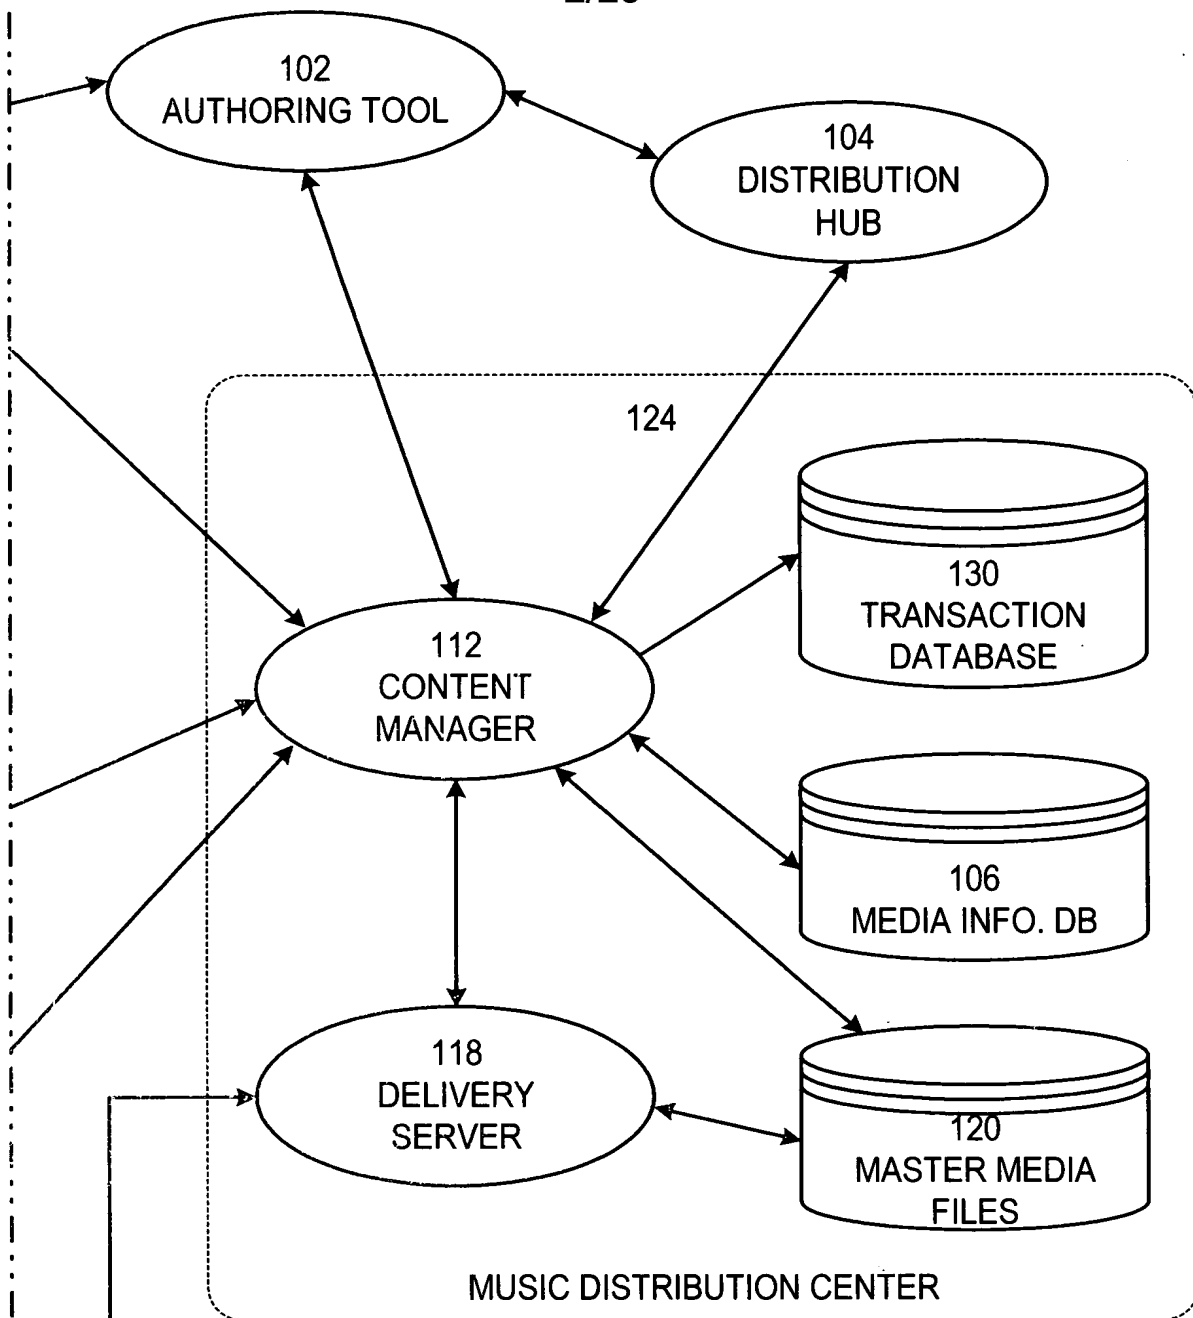 102
AUTHORING TOOL
104
DISTRIBUTION
HUB
124
130
TRANSACTION
DATABASE
112
CONTENT
MANAGER
106
MEDIA INFO. DB
118
DELIVERY
SERVER
120
MASTER MEDIA
FILES
MUSIC DISTRIBUTION CENTER